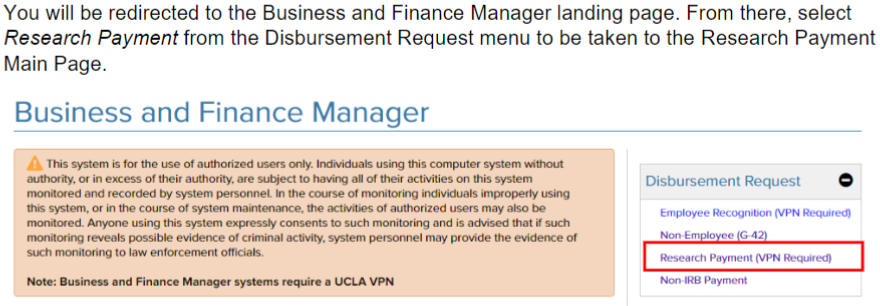 You will be redirected to the Business and Finance Manager landing page. From there, select
Research Payment from the Disbursement Request menu to be taken to the Research Payment
Main Page.
Business and Finance Manager
This system is for the use of authorized users only. Individuals using this computer system without
authority, or in excess of their authority, are subject to having all of their activities on this system
monitored and recorded by system personnel. In the course of monitoring individuals improperly using
this system, or in the course of system maintenance, the activities of authorized users may also be
monitored. Anyone using this system expressly consents to such monitoring and is advised that if such
monitoring reveals possible evidence of criminal activity, system personnel may provide the evidence of
such monitoring to law enforcement officials.
Note: Business and Finance Manager systems require a UCLA VPN
Disbursement Request
Employee Recognition (VPN Required)
Non-Employee (G-42)
Research Payment (VPN Required)
Non-IRB Payment